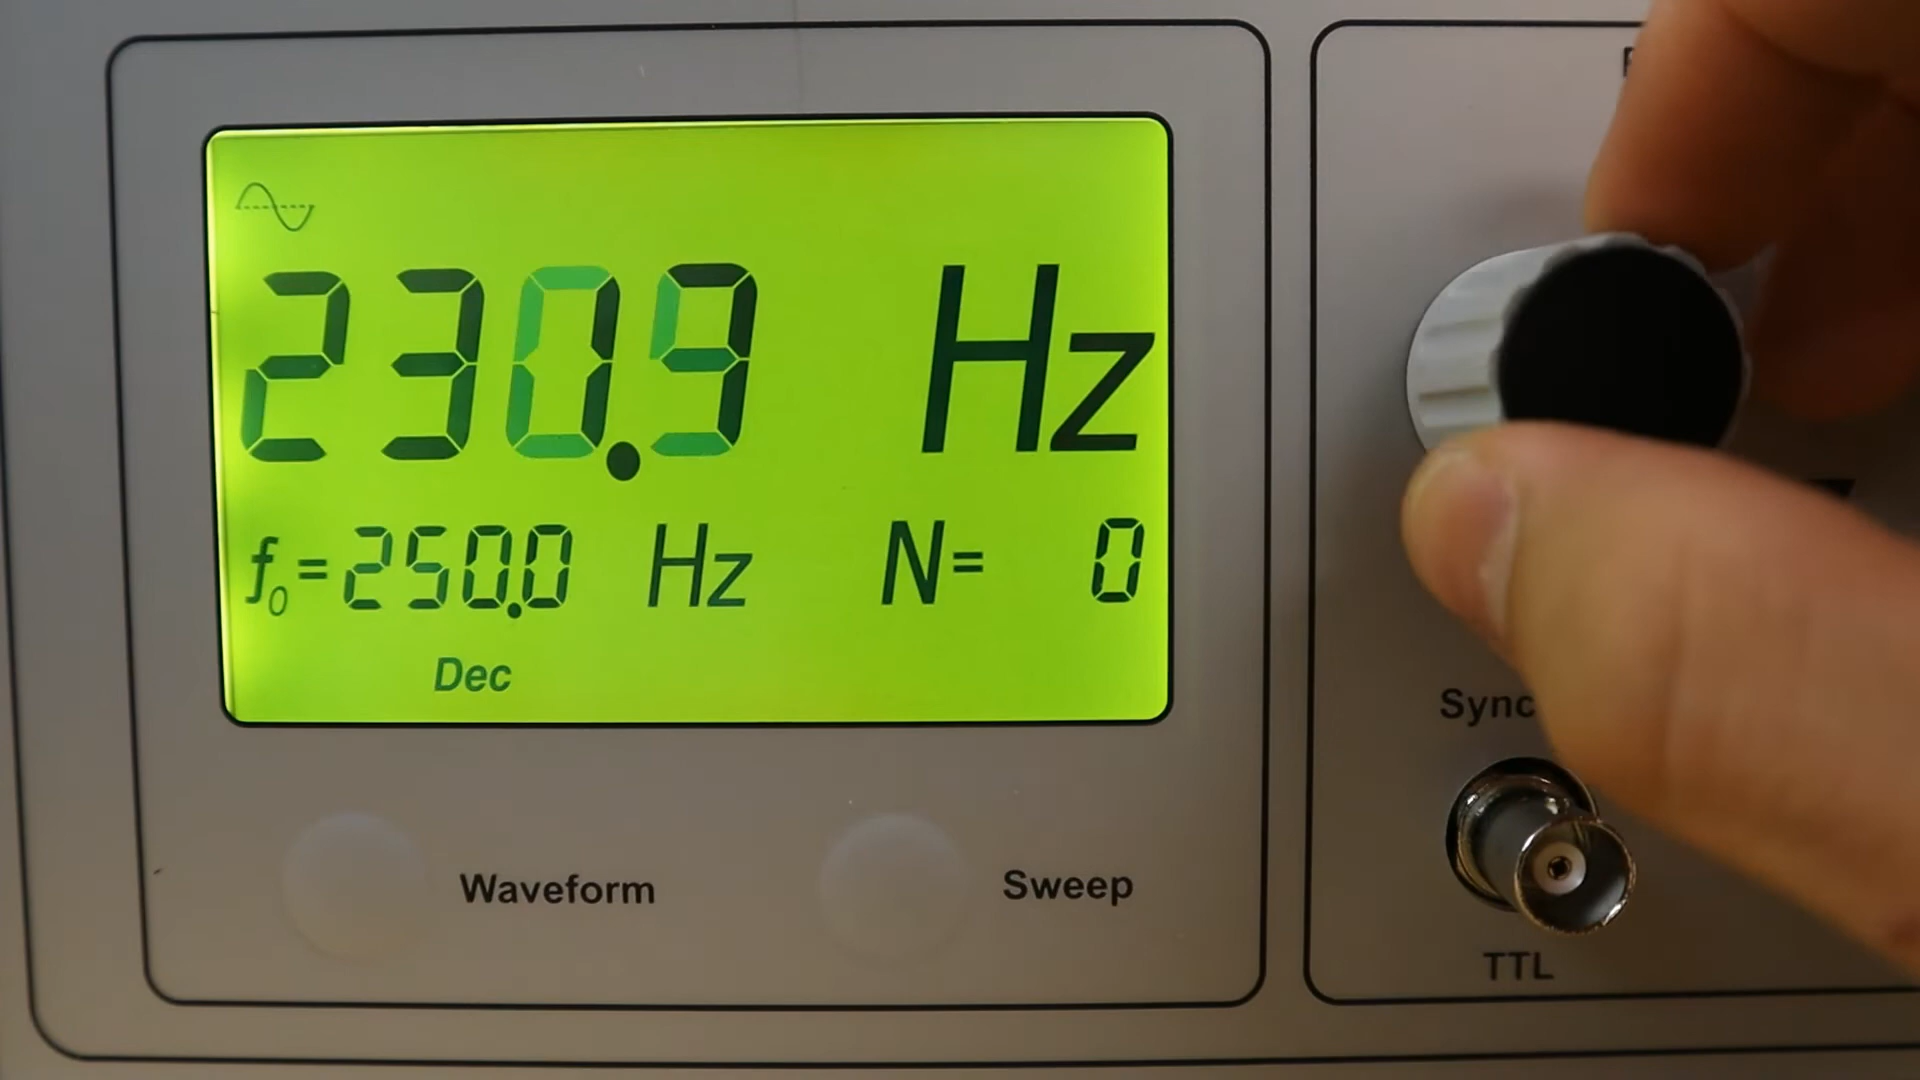 230.9 Hz
f0=250.0 Hz N= 0
Dec
Waveform
Sweep
Sync
TTL